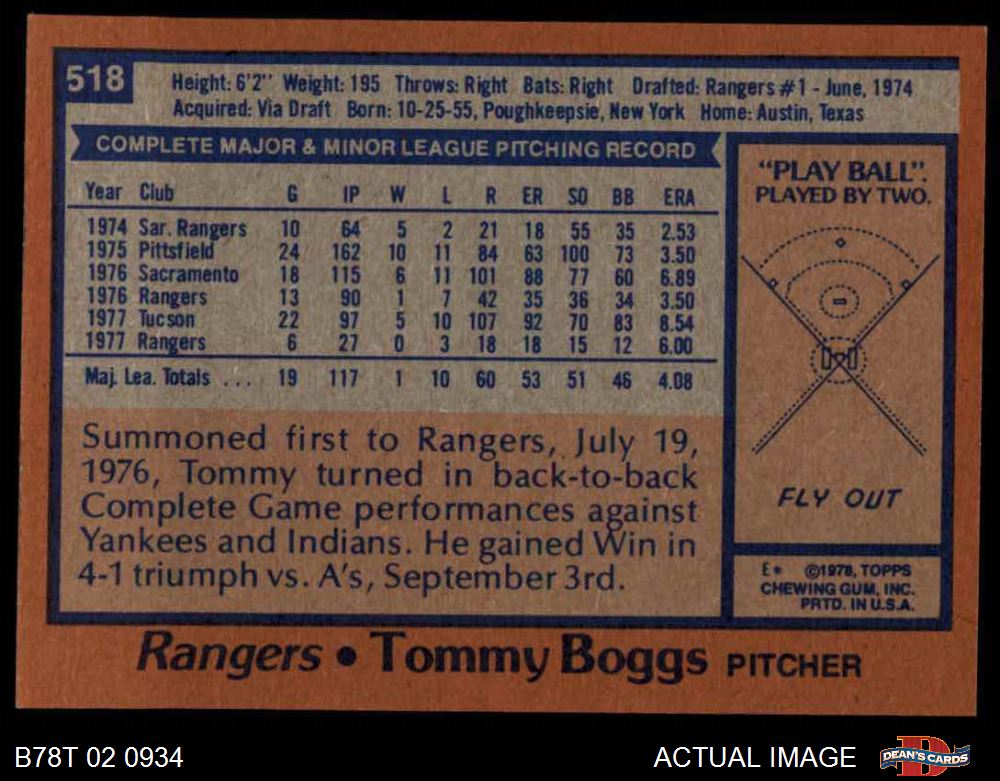 518
Height: 6'2" Weight: 195 Throws: Right Bats: Right Drafted: Rangers #1 - June, 1974
Acquired: Via Draft Born: 10-25-55, Poughkeepsie, New York Home: Austin, Texas
COMPLETE MAJOR & MINOR LEAGUE PITCHING RECORD
Year Club G IP W L R ER SO BB ERA
1974 Sar. Rangers 10 64 5 2 21 18 55 35 2.53
1975 Pittsfield 24 162 10 11 84 63 100 73 3.50
1976 Sacramento 18 115 6 11 101 88 77 60 6.89
1976 Rangers 13 90 1 7 42 35 36 34 3.50
1977 Tucson 22 97 5 10 107 92 70 83 8.54
1977 Rangers 6 27 0 3 18 18 15 12 6.00
Maj. Lea. Totals ... 19 117 1 10 60 53 51 46 4.08
Summoned first to Rangers, July 19,
1976, Tommy turned in back-to-back
Complete Game performances against
Yankees and Indians. He gained Win in
4-1 triumph vs. A's, September 3rd.
"PLAY BALL".
PLAYED BY TWO.
FLY OUT
E* ©1978, TOPPS
CHEWING GUM, INC.
PRTD. IN U.S.A.
Rangers • Tommy Boggs PITCHER
B78T 02 0934
ACTUAL IMAGE
D
DEAN'S CARDS